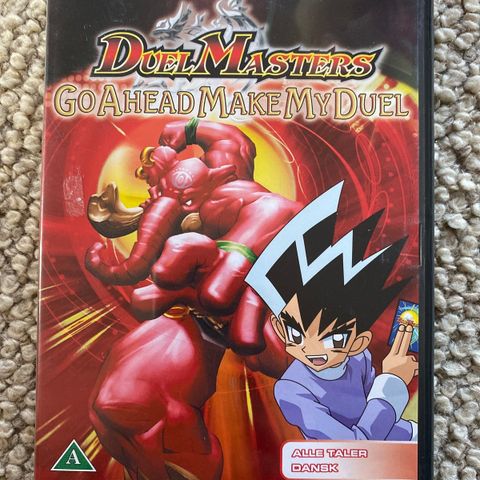 DUEL MASTERS
GO AHEAD MAKE MY DUEL
A
ALLE TALER
DANSK